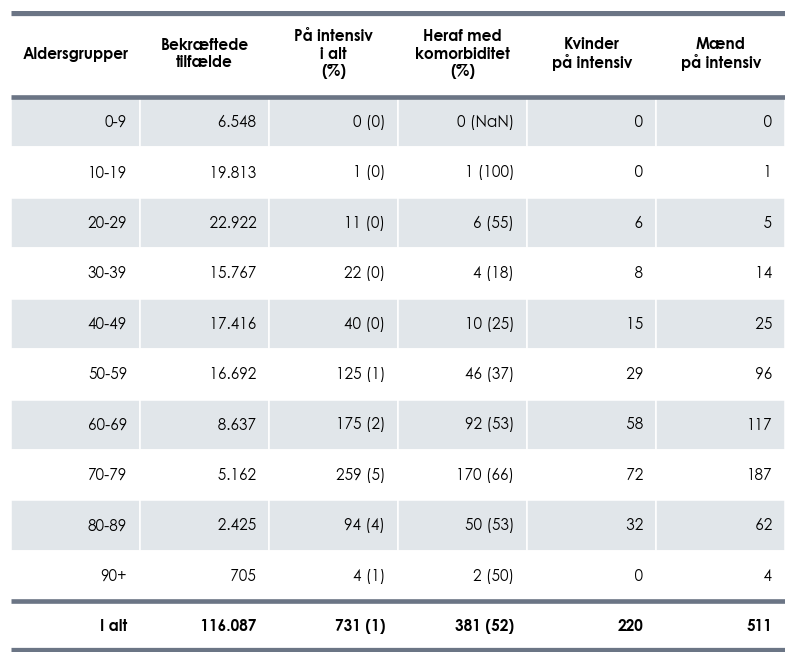 Aldersgrupper Bekræftede tilfælde På intensiv i alt (%) Heraf med komorbiditet (%) Kvinder på intensiv Mænd på intensiv
0-9 6.548 0 (0) 0 (NaN) 0 0
10-19 19.813 1 (0) 1 (100) 0 1
20-29 22.922 11 (0) 6 (55) 6 5
30-39 15.767 22 (0) 4 (18) 8 14
40-49 17.416 40 (0) 10 (25) 15 25
50-59 16.692 125 (1) 46 (37) 29 96
60-69 8.637 175 (2) 92 (53) 58 117
70-79 5.162 259 (5) 170 (66) 72 187
80-89 2.425 94 (4) 50 (53) 32 62
90+ 705 4 (1) 2 (50) 0 4
I alt 116.087 731 (1) 381 (52) 220 511